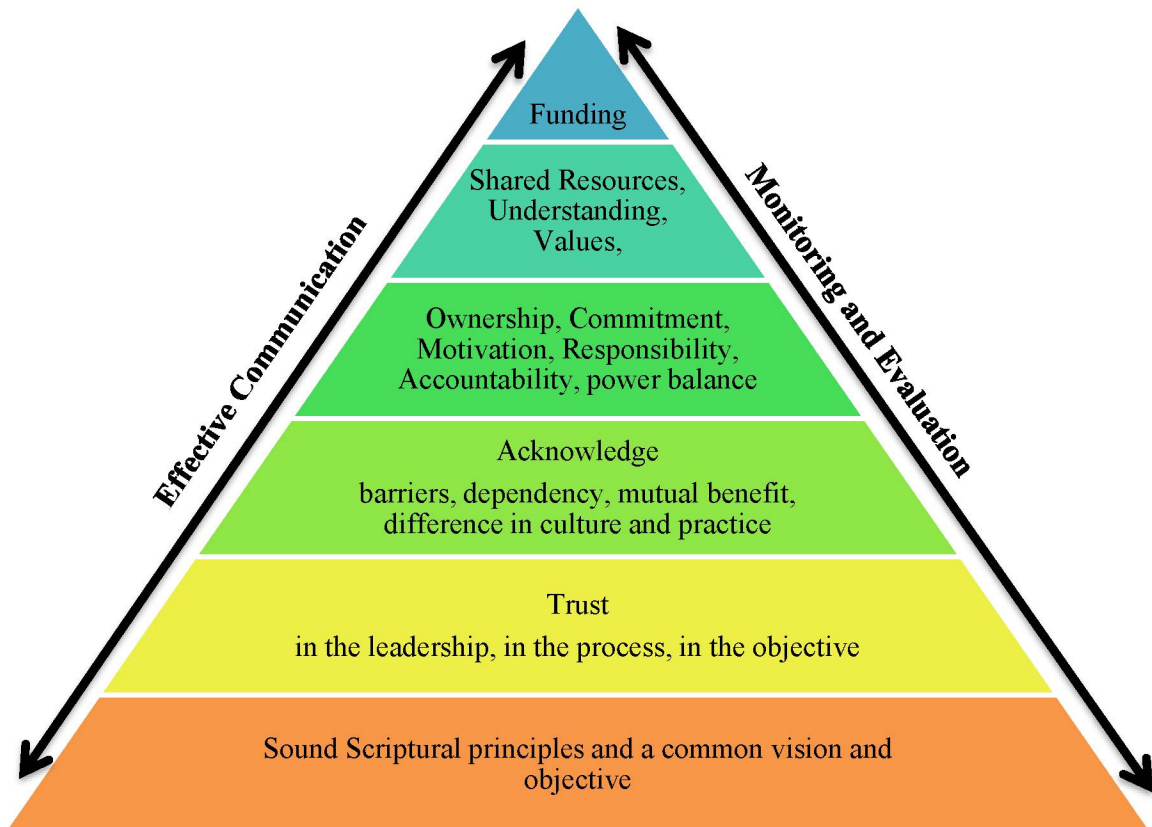 Funding
Shared Resources,
Understanding,
Values,
Ownership, Commitment,
Motivation, Responsibility,
Accountability, power balance
Acknowledge
barriers, dependency, mutual benefit,
difference in culture and practice
Trust
in the leadership, in the process, in the objective
Sound Scriptural principles and a common vision and
objective
Effective Communication
Monitoring and Evaluation